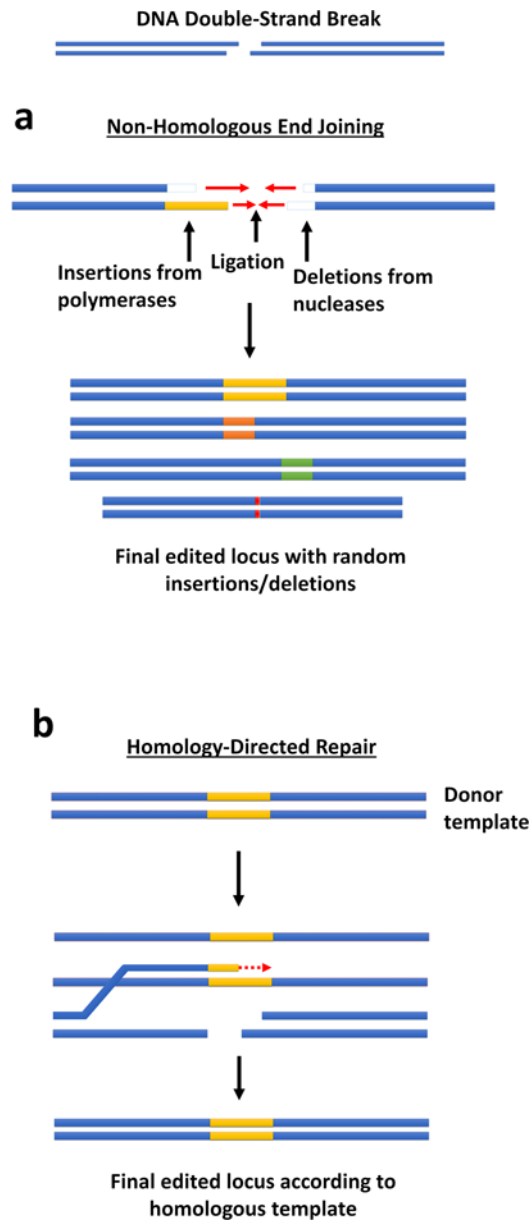 DNA Double-Strand Break
a
Non-Homologous End Joining
Insertions from
polymerases
Ligation
Deletions from
nucleases
Final edited locus with random
insertions/deletions
b
Homology-Directed Repair
Donor
template
Final edited locus according to
homologous template